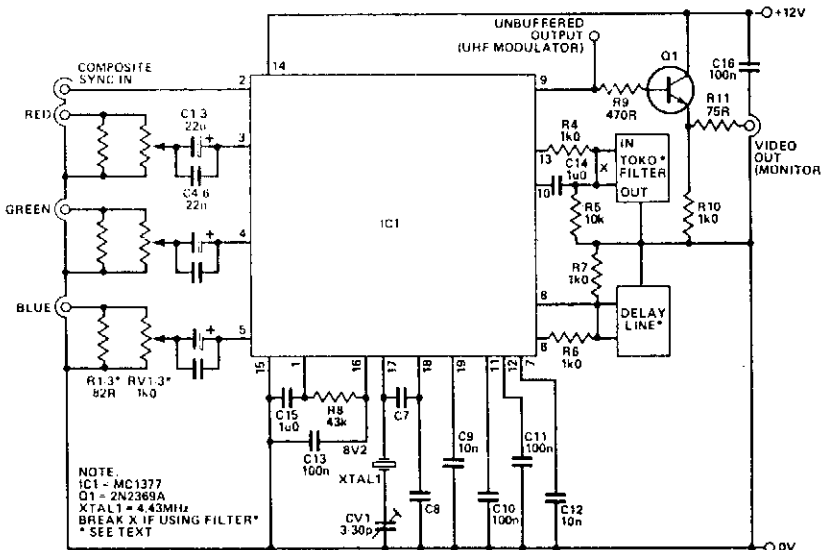 UNBUFFERED
OUTPUT
(UHF MODULATOR)
+12V
COMPOSITE
SYNC IN
14
Q1
C16
100n
2
9
RED
R9
470R
R11
75R
C1-3
22u
3
R4
1k0
13
IN
TOKO*
FILTER
OUT
VIDEO
OUT
(MONITOR
C14
1u0
X
10
C4-6
22n
R5
10k
R10
1k0
GREEN
IC1
4
R7
1k0
8
BLUE
DELAY
LINE*
5
R6
1k0
R1-3*
82R
RV1-3*
1k0
15
1
16
17
18
19
11
12
7
C15
1u0
R8
43k
C7
C13
100n
8V2
C9
10n
C11
100n
XTAL1
NOTE.
IC1 = MC1377
Q1 = 2N2369A
XTAL1 = 4.43MHz
BREAK X IF USING FILTER*
* SEE TEXT
CV1
3-30p
C8
C10
100n
C12
10n
0V